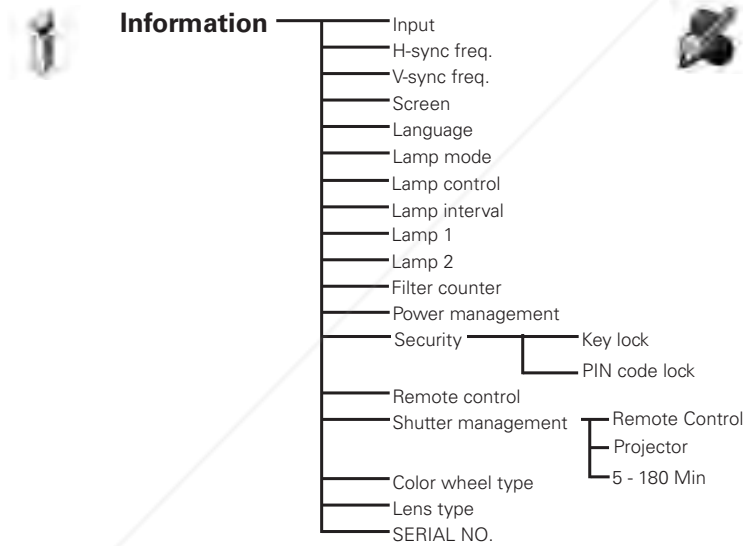 Information
Input
H-sync freq.
V-sync freq.
Screen
Language
Lamp mode
Lamp control
Lamp interval
Lamp 1
Lamp 2
Filter counter
Power management
Security
Key lock
PIN code lock
Remote control
Shutter management
Remote Control
Projector
5 - 180 Min
Color wheel type
Lens type
SERIAL NO.